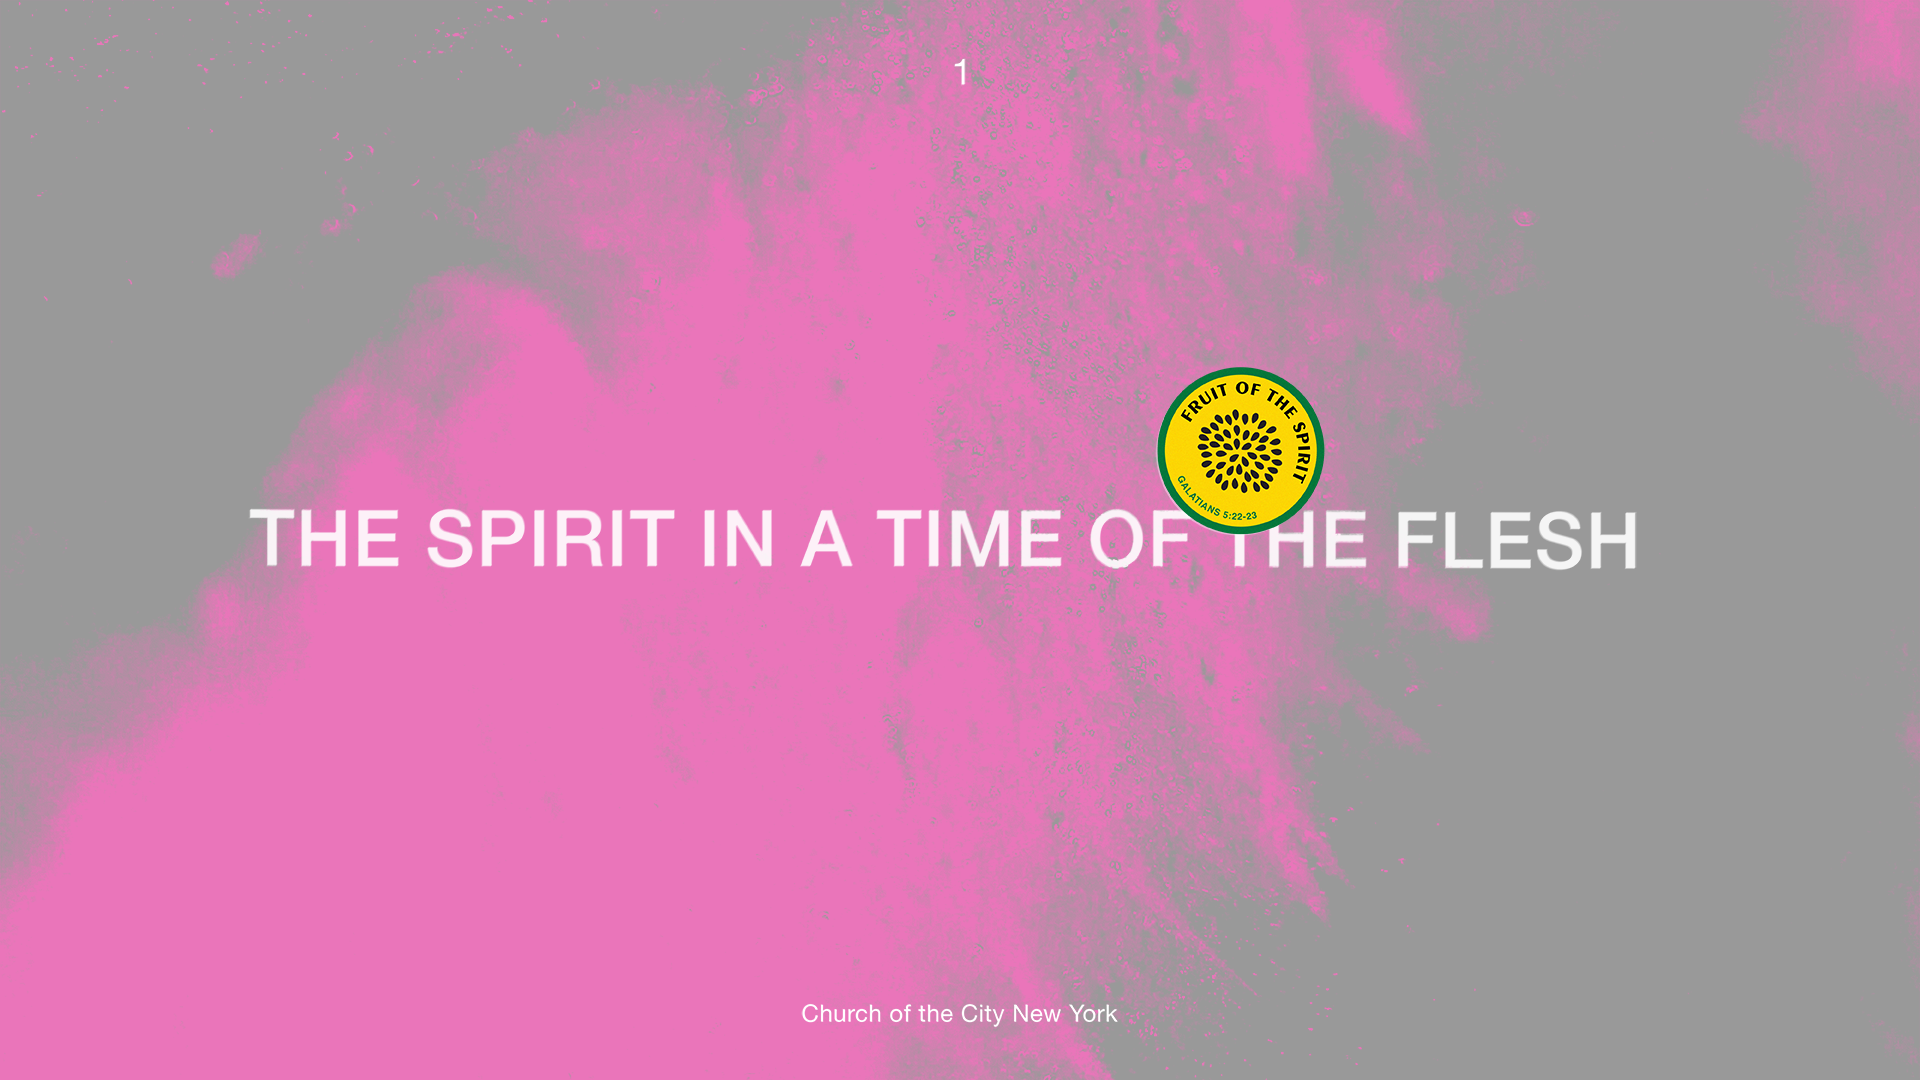 1
FRUIT OF THE SPIRIT
GALATIANS 5:22-23
THE SPIRIT IN A TIME OF THE FLESH
Church of the City New York